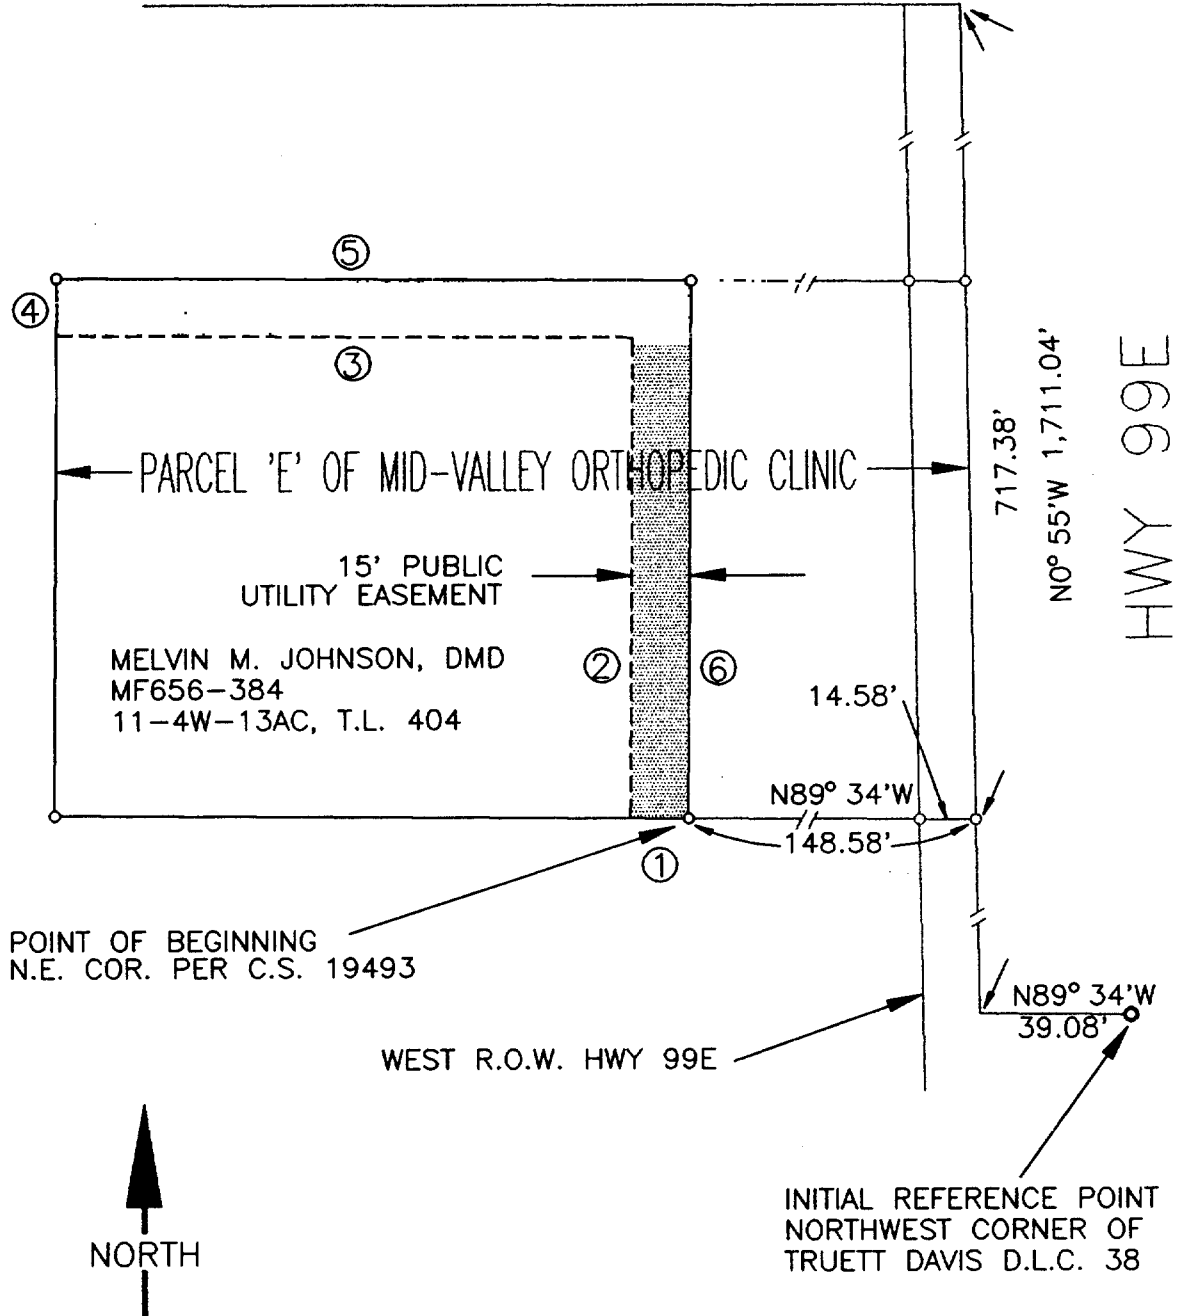 ⑤
④
③
PARCEL 'E' OF MID-VALLEY ORTHOPEDIC CLINIC
717.38'
N0° 55'W 1,711.04'
HWY 99E
15' PUBLIC
UTILITY EASEMENT
MELVIN M. JOHNSON, DMD
MF656-384
11-4W-13AC, T.L. 404
②
⑥
14.58'
N89° 34'W
148.58'
①
POINT OF BEGINNING
N.E. COR. PER C.S. 19493
N89° 34'W
39.08'
WEST R.O.W. HWY 99E
INITIAL REFERENCE POINT
NORTHWEST CORNER OF
TRUETT DAVIS D.L.C. 38
NORTH